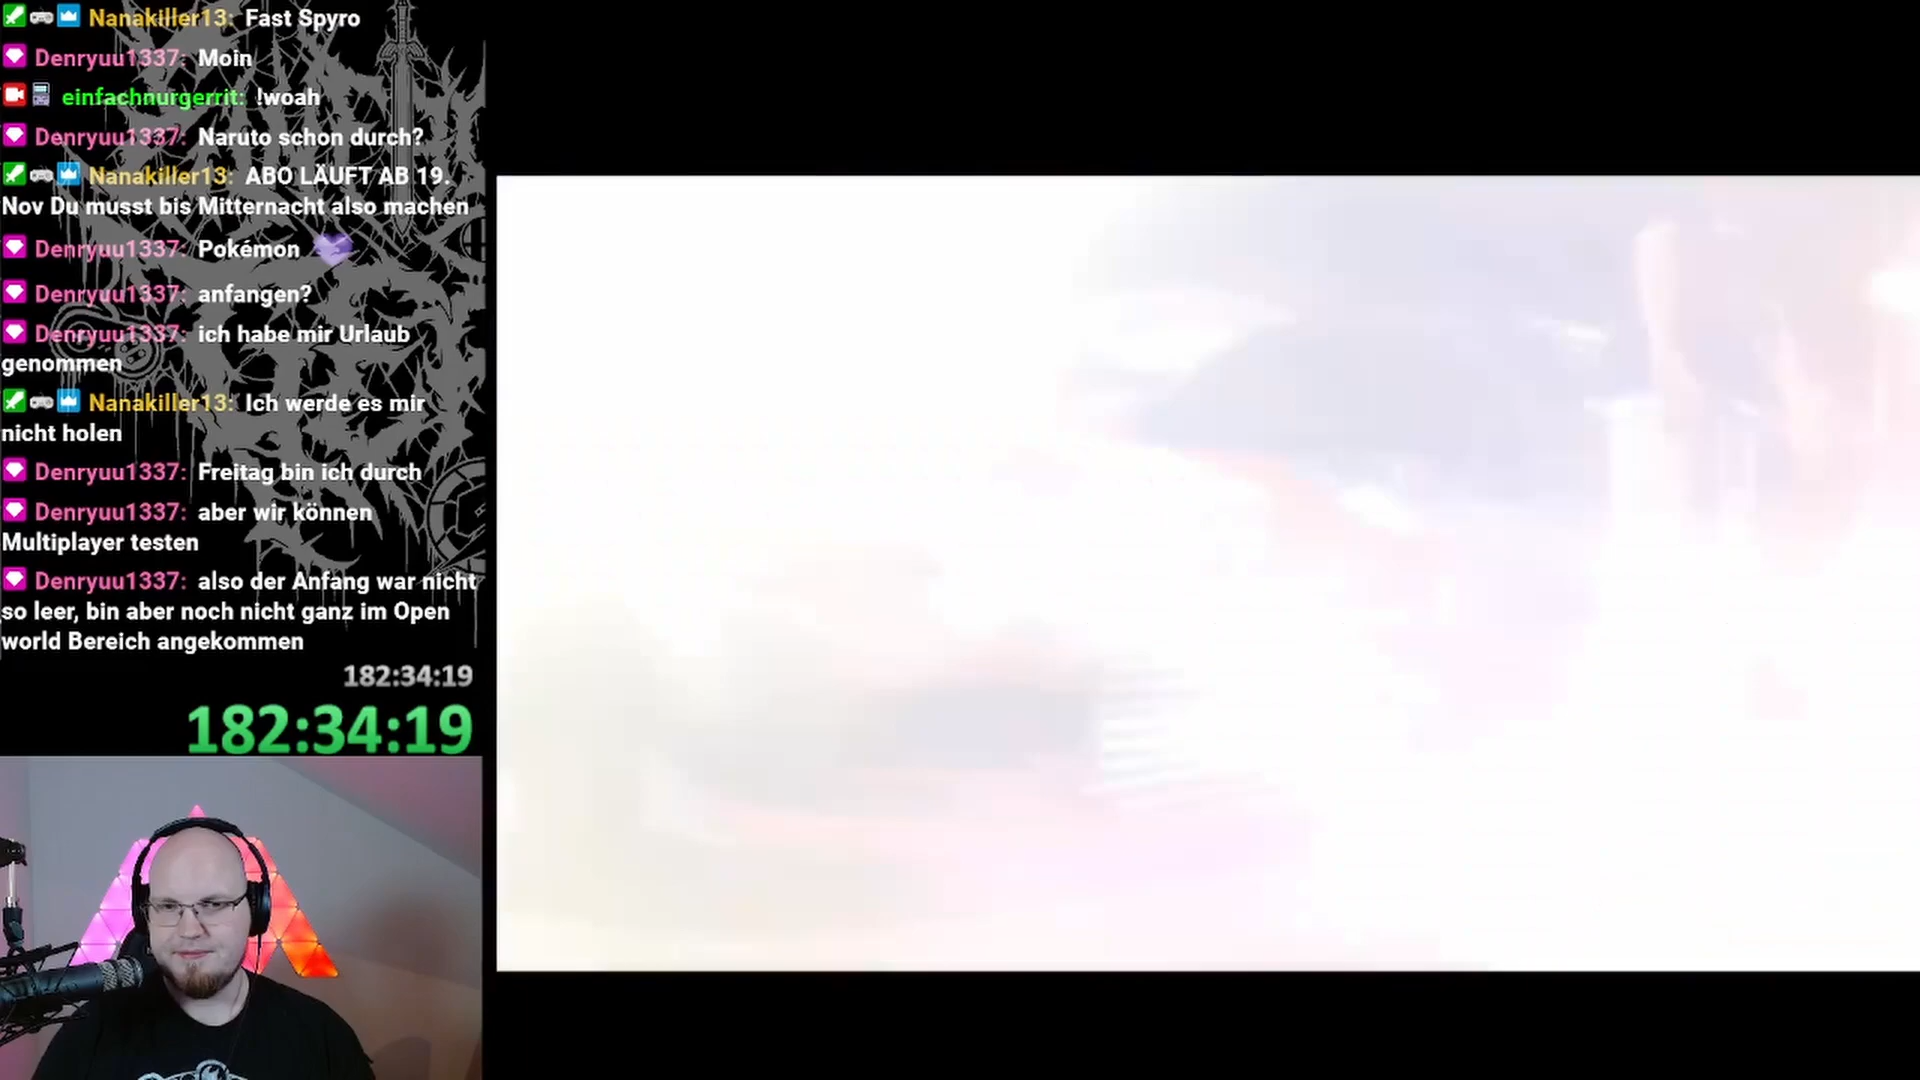 Nanakiller13: Fast Spyro
Denryuu1337: Moin
einfachnurgerrit: !woah
Denryuu1337: Naruto schon durch?
Nanakiller13: ABO LÄUFT AB 19.
Nov Du musst bis Mitternacht also machen
Denryuu1337: Pokémon
Denryuu1337: anfangen?
Denryuu1337: ich habe mir Urlaub
genommen
Nanakiller13: Ich werde es mir
nicht holen
Denryuu1337: Freitag bin ich durch
Denryuu1337: aber wir können
Multiplayer testen
Denryuu1337: also der Anfang war nicht
so leer, bin aber noch nicht ganz im Open
world Bereich angekommen
182:34:19
182:34:19